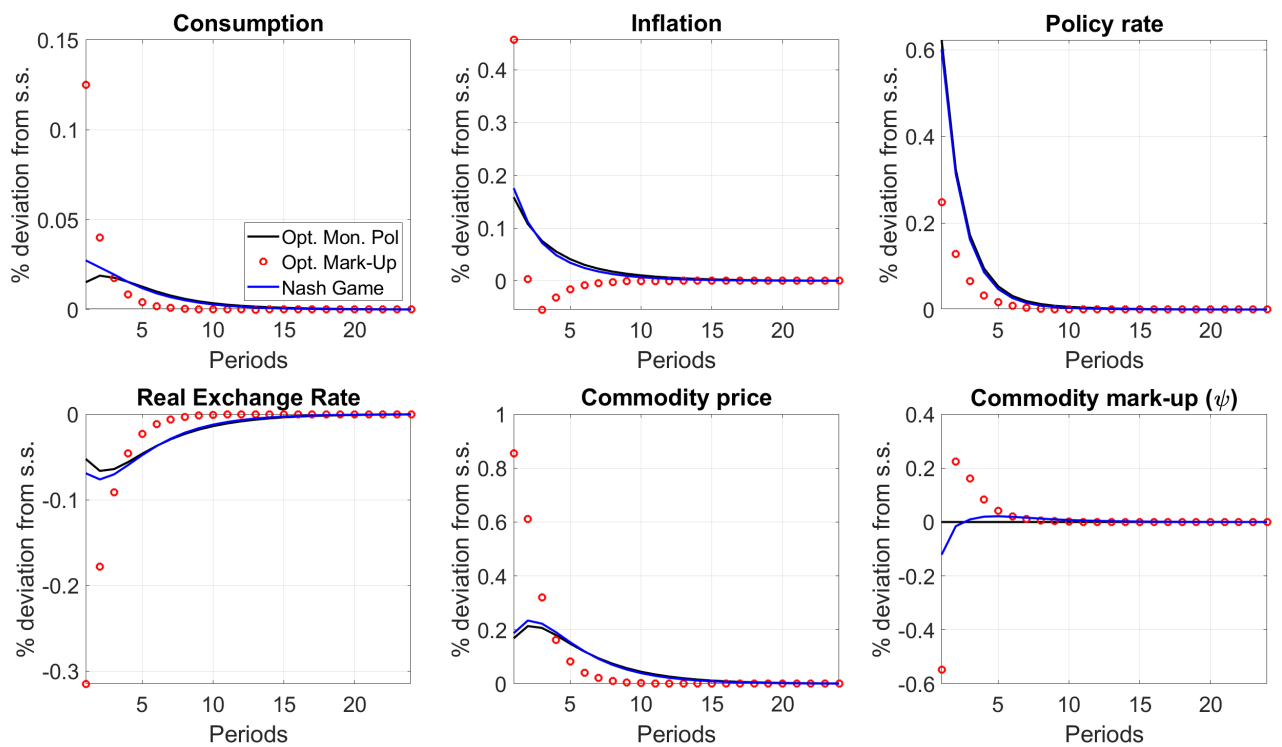 Consumption
Inflation
Policy rate
% deviation from s.s.
0.15
0.1
0.05
0
5
10
15
20
Periods
Opt. Mon. Pol
Opt. Mark-Up
Nash Game
% deviation from s.s.
0.4
0.3
0.2
0.1
0
5
10
15
20
Periods
% deviation from s.s.
0.6
0.4
0.2
0
5
10
15
20
Periods
Real Exchange Rate
Commodity price
Commodity mark-up (ψ)
% deviation from s.s.
0
-0.1
-0.2
-0.3
5
10
15
20
Periods
% deviation from s.s.
1
0.8
0.6
0.4
0.2
0
5
10
15
20
Periods
% deviation from s.s.
0.4
0.2
0
-0.2
-0.4
-0.6
5
10
15
20
Periods